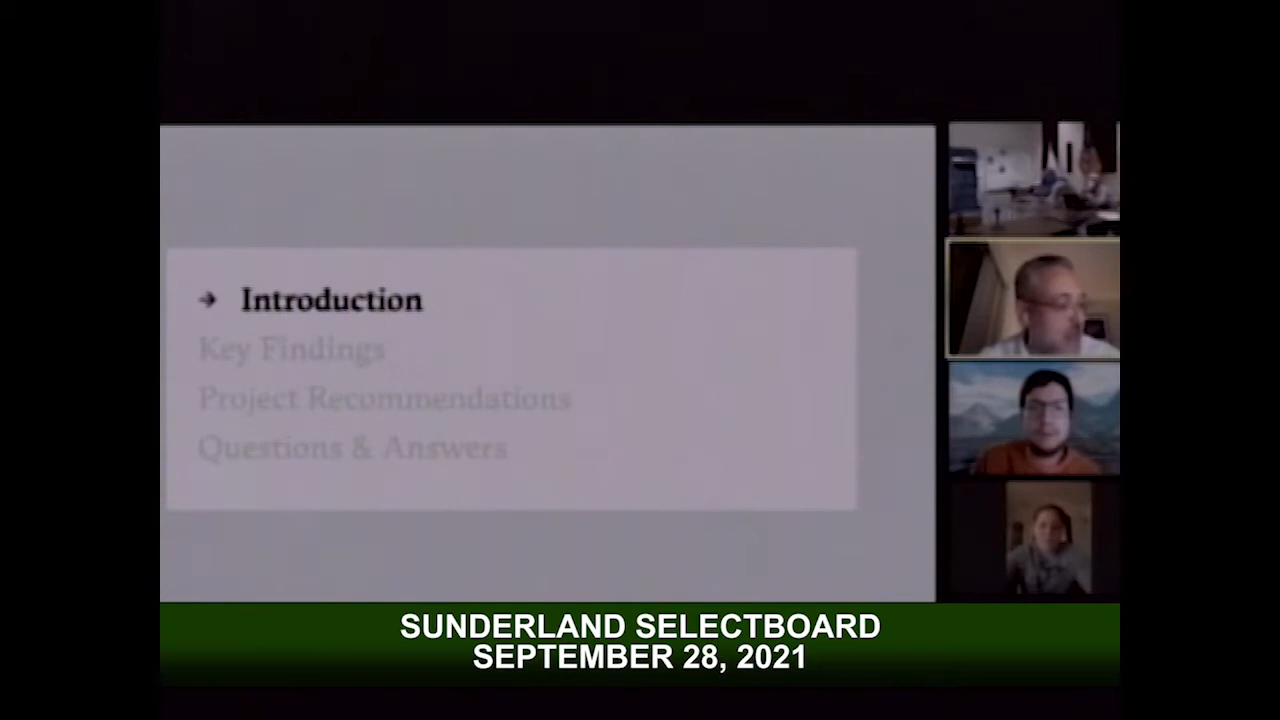 → Introduction
Key Findings
Project Recommendations
Questions & Answers
SUNDERLAND SELECTBOARD
SEPTEMBER 28, 2021